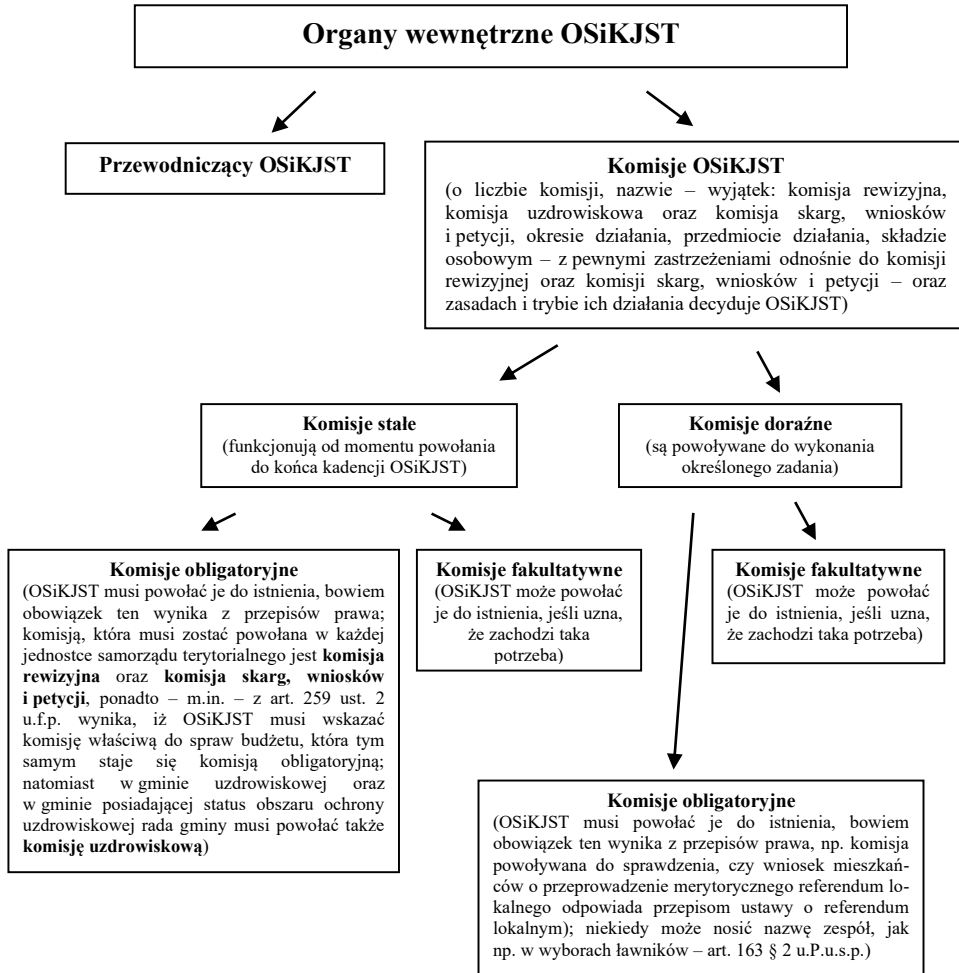 Organy wewnętrzne OSiKJST
Przewodniczący OSiKJST
Komisje OSiKJST
(o liczbie komisji, nazwie – wyjątek: komisja rewizyjna,
komisja uzdrowiskowa oraz komisja skarg, wniosków
i petycji, okresie działania, przedmiocie działania, składzie
osobowym – z pewnymi zastrzeżeniami odnośnie do komisji
rewizyjnej oraz komisji skarg, wniosków i petycji – oraz
zasadach i trybie ich działania decyduje OSiKJST)
Komisje stałe
(funkcjonują od momentu powołania
do końca kadencji OSiKJST)
Komisje doraźne
(są powoływane do wykonania
określonego zadania)
Komisje obligatoryjne
(OSiKJST musi powołać je do istnienia, bowiem
obowiązek ten wynika z przepisów prawa;
komisją, która musi zostać powołana w każdej
jednostce samorządu terytorialnego jest komisja
rewizyjna oraz komisja skarg, wniosków
i petycji, ponadto – m.in. – z art. 259 ust. 2
u.f.p. wynika, iż OSiKJST musi wskazać
komisję właściwą do spraw budżetu, która tym
samym staje się komisją obligatoryjną;
natomiast w gminie uzdrowiskowej oraz
w gminie posiadającej status obszaru ochrony
uzdrowiskowej rada gminy musi powołać także
komisję uzdrowiskową)
Komisje fakultatywne
(OSiKJST może powołać
je do istnienia, jeśli uzna,
że zachodzi taka
potrzeba)
Komisje fakultatywne
(OSiKJST może powołać
je do istnienia, jeśli uzna,
że zachodzi taka potrzeba)
Komisje obligatoryjne
(OSiKJST musi powołać je do istnienia, bowiem
obowiązek ten wynika z przepisów prawa, np. komisja
powoływana do sprawdzenia, czy wniosek mieszkań-
ców o przeprowadzenie merytorycznego referendum lo-
kalnego odpowiada przepisom ustawy o referendum
lokalnym); niekiedy może nosić nazwę zespół, jak
np. w wyborach ławników – art. 163 § 2 u.P.u.s.p.)